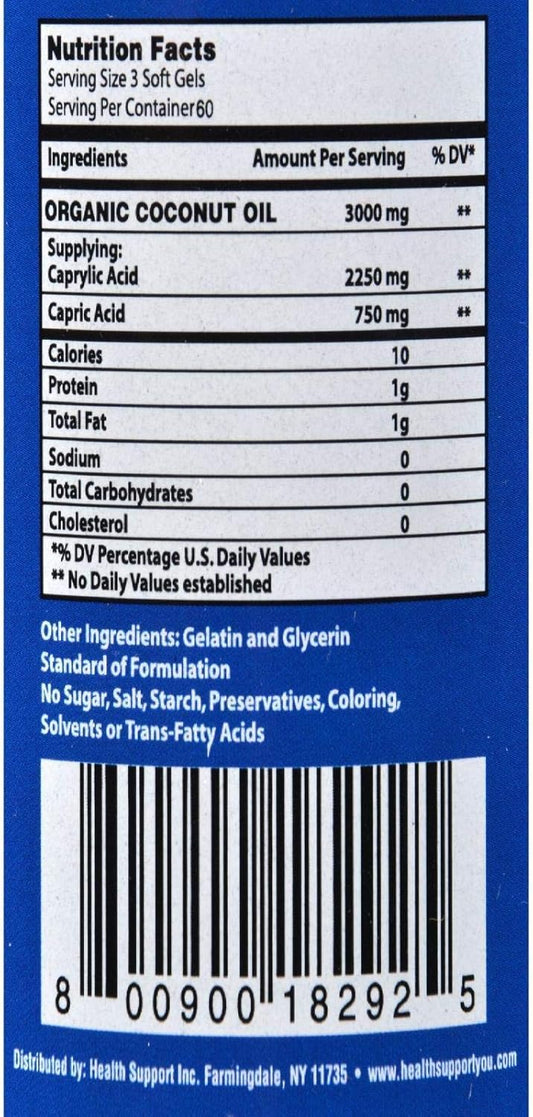 Nutrition Facts
Serving Size 3 Soft Gels
Serving Per Container60
Ingredients Amount Per Serving % DV*
ORGANIC COCONUT OIL 3000 mg **
Supplying:
Caprylic Acid 2250 mg **
Capric Acid 750 mg **
Calories 10
Protein 1g
Total Fat 1g
Sodium 0
Total Carbohydrates 0
Cholesterol 0
*% DV Percentage U.S. Daily Values
** No Daily Values established
Other Ingredients: Gelatin and Glycerin
Standard of Formulation
No Sugar, Salt, Starch, Preservatives, Coloring,
Solvents or Trans-Fatty Acids
8 00900 18292 5
Distributed by: Health Support Inc. Farmingdale, NY 11735 • www.healthsupportyou.com